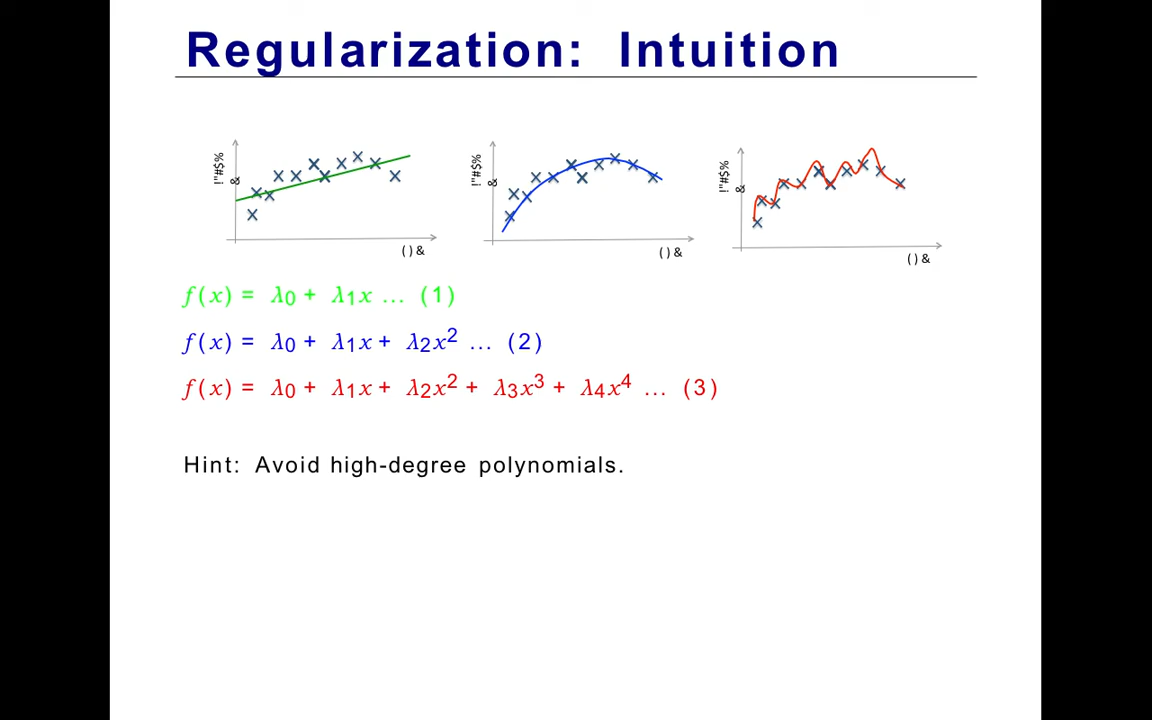 Regularization: Intuition
!"#$%
&
()&
!"#$%
&
()&
!"#$%
&
()&
f(x) = λ0 + λ1x ... (1)
f(x) = λ0 + λ1x + λ2x² ... (2)
f(x) = λ0 + λ1x + λ2x² + λ3x³ + λ4x⁴ ... (3)
Hint: Avoid high-degree polynomials.